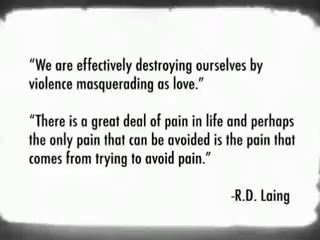 “We are effectively destroying ourselves by
violence masquerading as love.”
“There is a great deal of pain in life and perhaps
the only pain that can be avoided is the pain that
comes from trying to avoid pain.”
-R.D. Laing